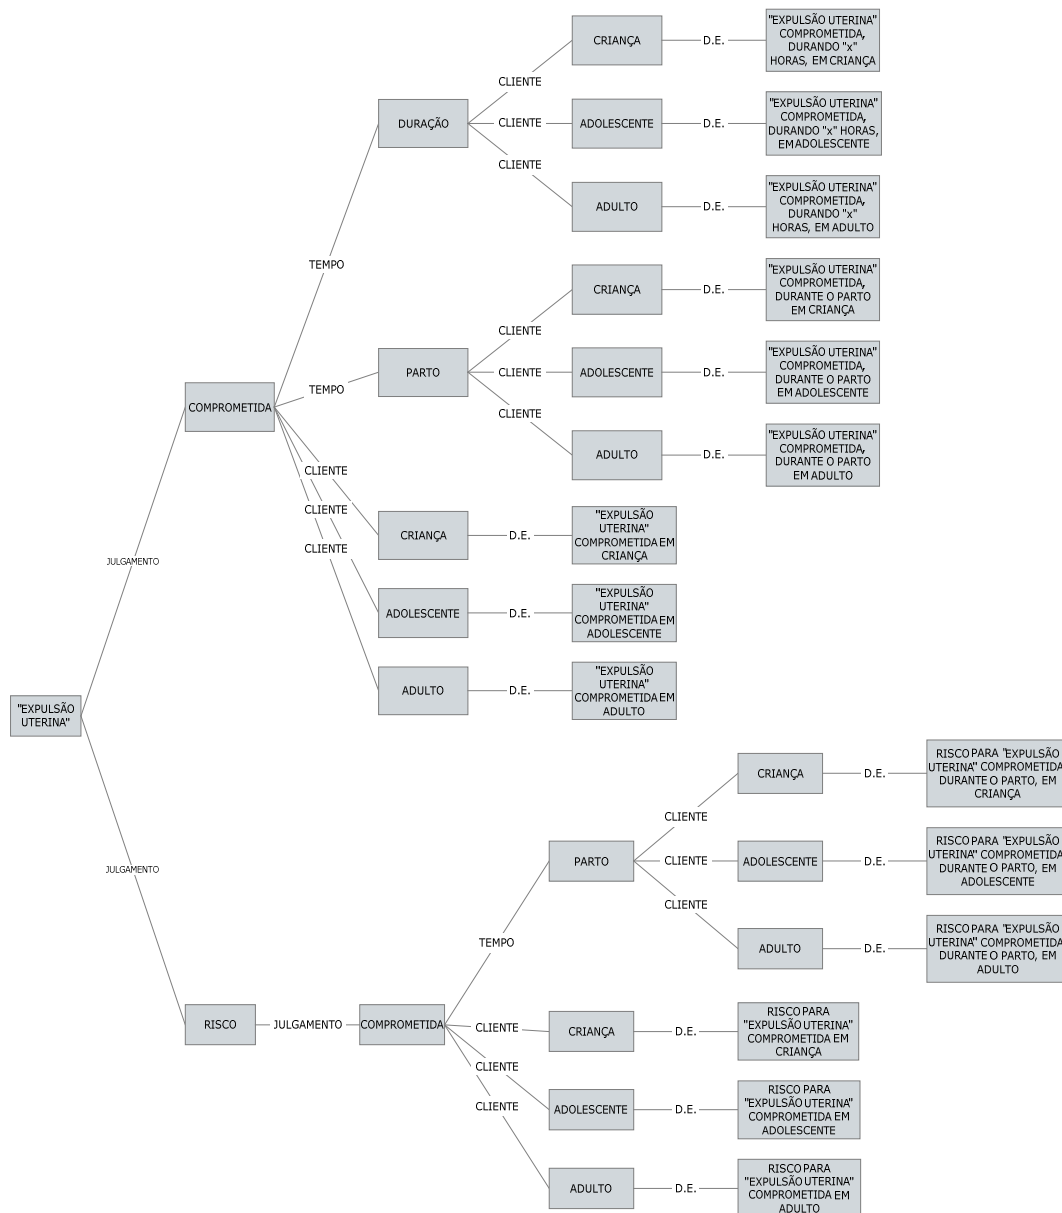 "EXPULSÃO UTERINA"
COMPROMETIDA,
DURANDO "x"
HORAS, EM CRIANÇA
CRIANÇA
D.E.
CLIENTE
"EXPULSÃO UTERINA"
COMPROMETIDA,
DURANDO "x" HORAS,
EM ADOLESCENTE
DURAÇÃO
CLIENTE
ADOLESCENTE
D.E.
CLIENTE
"EXPULSÃO UTERINA"
COMPROMETIDA,
DURANDO "x"
HORAS, EM ADULTO
ADULTO
D.E.
TEMPO
"EXPULSÃO UTERINA"
COMPROMETIDA,
DURANTE O PARTO
EM CRIANÇA
CRIANÇA
D.E.
CLIENTE
"EXPULSÃO UTERINA"
COMPROMETIDA,
DURANTE O PARTO
EM ADOLESCENTE
TEMPO
PARTO
CLIENTE
ADOLESCENTE
D.E.
COMPROMETIDA
CLIENTE
"EXPULSÃO UTERINA"
COMPROMETIDA,
DURANTE O PARTO
EM ADULTO
ADULTO
D.E.
CLIENTE
CLIENTE
CLIENTE
CRIANÇA
D.E.
"EXPULSÃO
UTERINA"
COMPROMETIDA EM
CRIANÇA
JULGAMENTO
ADOLESCENTE
D.E.
"EXPULSÃO
UTERINA"
COMPROMETIDA EM
ADOLESCENTE
ADULTO
D.E.
"EXPULSÃO
UTERINA"
COMPROMETIDA EM
ADULTO
"EXPULSÃO
UTERINA"
JULGAMENTO
CRIANÇA
D.E.
RISCO PARA "EXPULSÃO
UTERINA" COMPROMETIDA
DURANTE O PARTO, EM
CRIANÇA
CLIENTE
PARTO
CLIENTE
ADOLESCENTE
D.E.
RISCO PARA "EXPULSÃO
UTERINA" COMPROMETIDA
DURANTE O PARTO, EM
ADOLESCENTE
CLIENTE
TEMPO
ADULTO
D.E.
RISCO PARA "EXPULSÃO
UTERINA" COMPROMETIDA
DURANTE O PARTO, EM
ADULTO
RISCO
JULGAMENTO
COMPROMETIDA
CLIENTE
CRIANÇA
D.E.
RISCO PARA
"EXPULSÃO UTERINA"
COMPROMETIDA EM
CRIANÇA
CLIENTE
ADOLESCENTE
D.E.
RISCO PARA
"EXPULSÃO UTERINA"
COMPROMETIDA EM
ADOLESCENTE
CLIENTE
ADULTO
D.E.
RISCO PARA
"EXPULSÃO UTERINA"
COMPROMETIDA EM
ADULTO